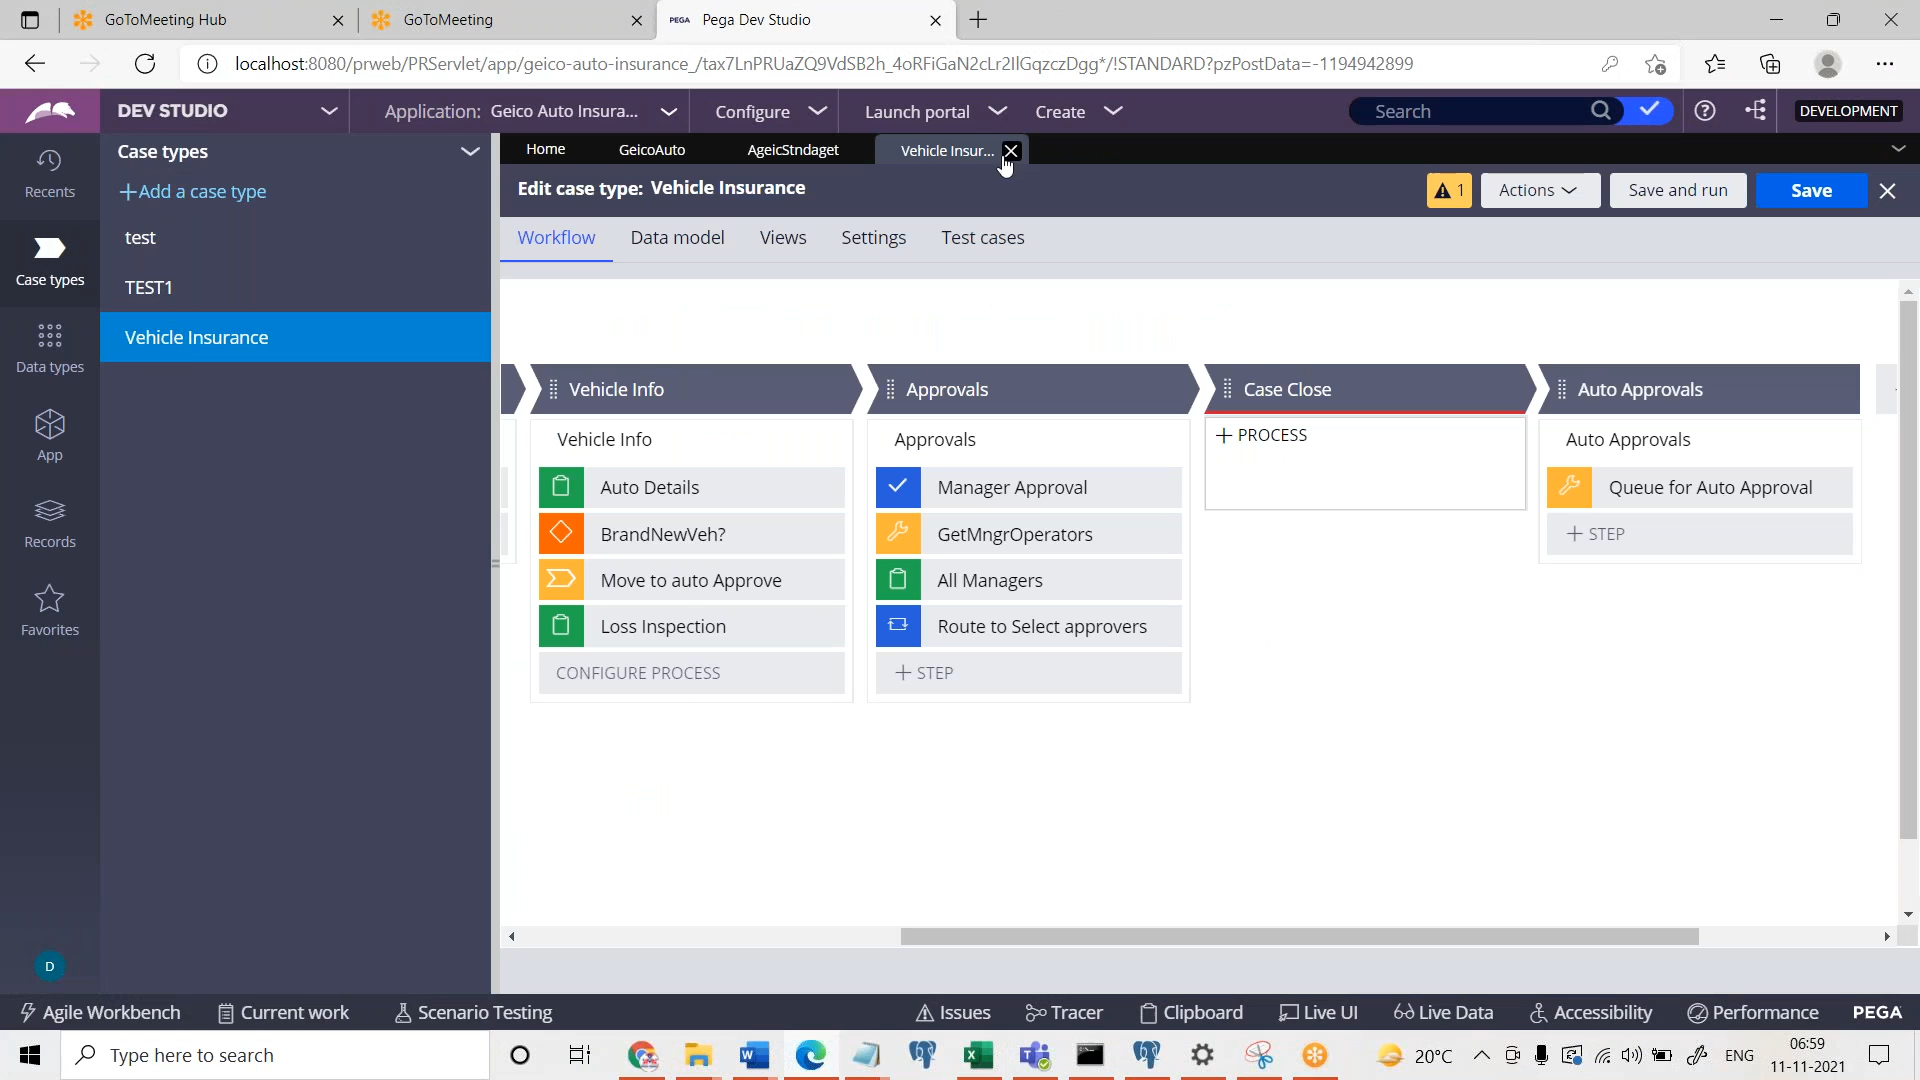 GoToMeeting Hub
GoToMeeting
PEGA Pega Dev Studio
localhost:8080/prweb/PRServlet/app/geico-auto-insurance_/tax7LnPRUaZQ9VdSB2h_4oRFiGaN2cLr2IlGqzczDgg*/!STANDARD?pzPostData=-1194942899
DEV STUDIO
Application: Geico Auto Insura...
Configure
Launch portal
Create
Search
DEVELOPMENT
Recents
Case types
Data types
App
Records
Favorites
D
Case types
+Add a case type
test
TEST1
Vehicle Insurance
Home
GeicoAuto
AgeicStndaget
Vehicle Insur...
Edit case type: Vehicle Insurance
1
Actions
Save and run
Save
Workflow
Data model
Views
Settings
Test cases
Vehicle Info
Approvals
Case Close
Auto Approvals
Vehicle Info
Auto Details
BrandNewVeh?
Move to auto Approve
Loss Inspection
CONFIGURE PROCESS
Approvals
Manager Approval
GetMngrOperators
All Managers
Route to Select approvers
+ STEP
+ PROCESS
Auto Approvals
Queue for Auto Approval
+ STEP
Agile Workbench
Current work
Scenario Testing
Issues
Tracer
Clipboard
Live UI
Live Data
Accessibility
Performance
PEGA
Type here to search
20°C
ENG
06:59
11-11-2021